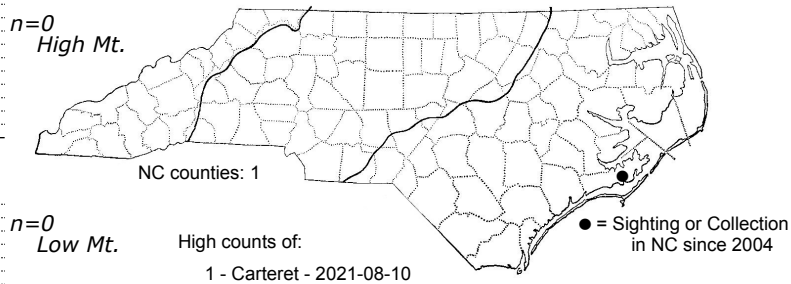 n=0
High Mt.
NC counties: 1
n=0
Low Mt.
High counts of:
1 - Carteret - 2021-08-10
● = Sighting or Collection
in NC since 2004